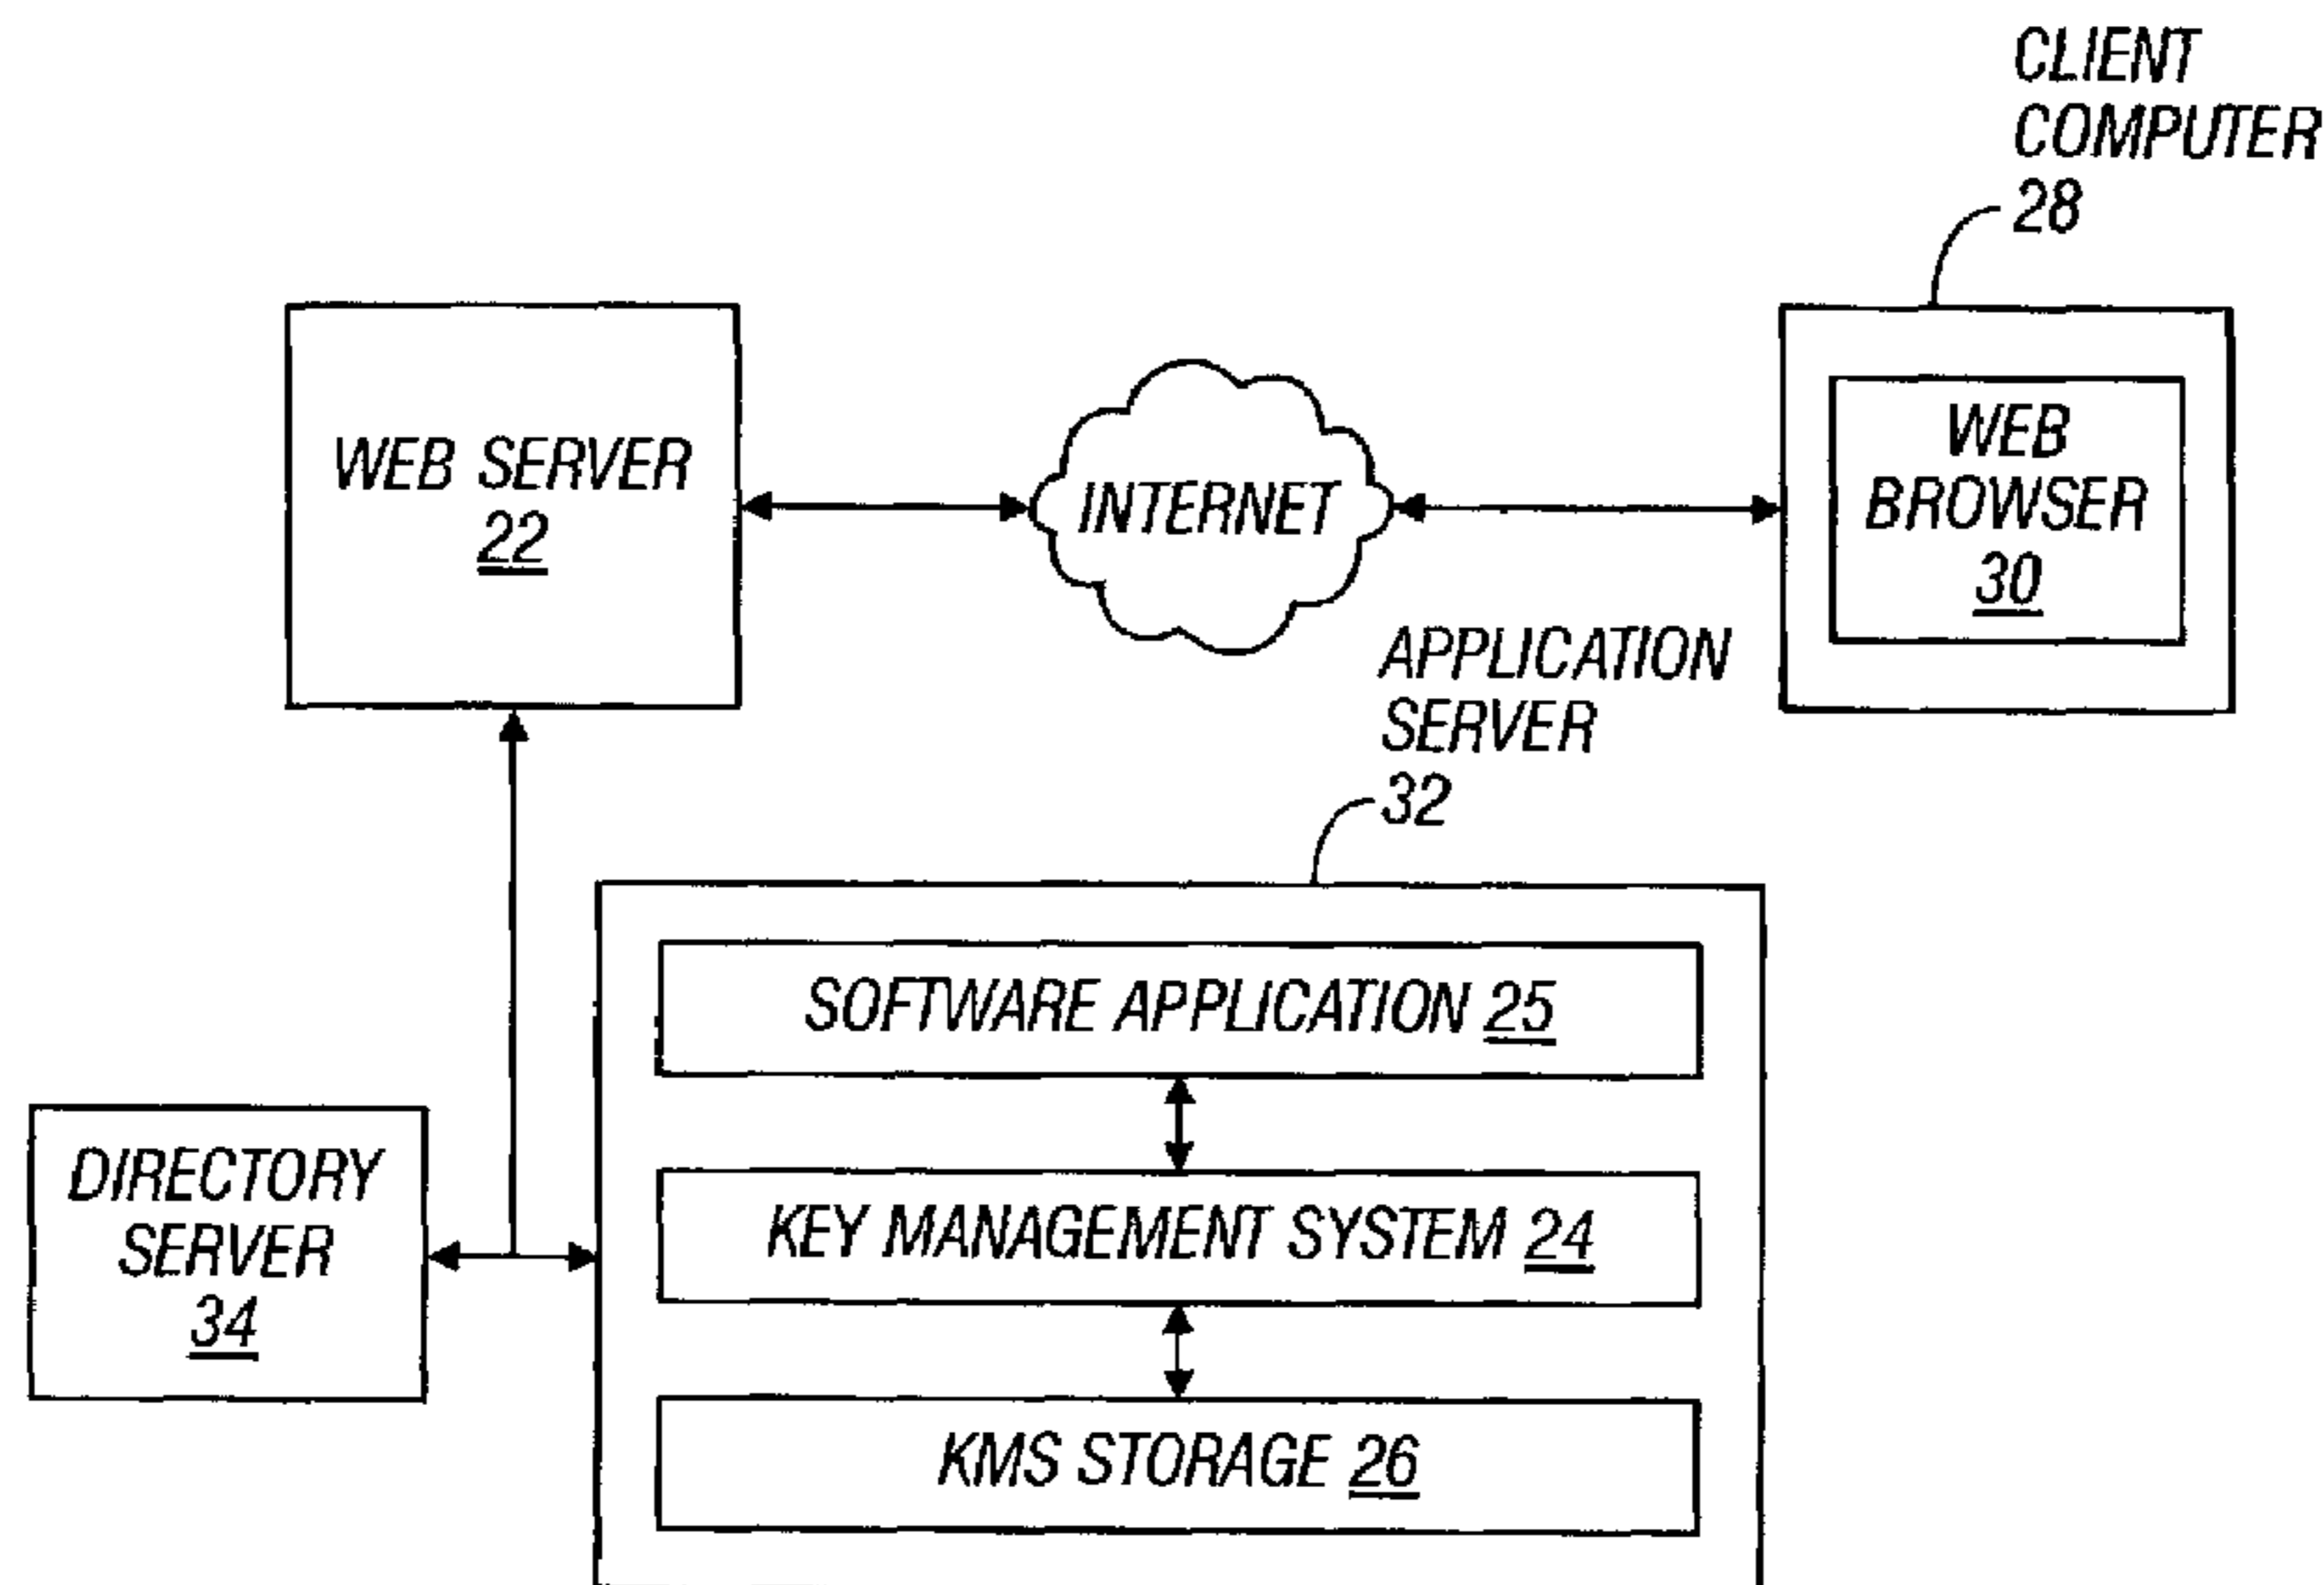 CLIENT
COMPUTER
28
WEB SERVER
22
INTERNET
WEB
BROWSER
30
APPLICATION
SERVER
32
SOFTWARE APPLICATION 25
DIRECTORY
SERVER
34
KEY MANAGEMENT SYSTEM 24
KMS STORAGE 26